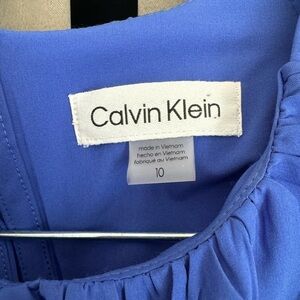 Calvin Klein
made in Vietnam
hecho en Vietnam
fabriqué au Vietnam
10